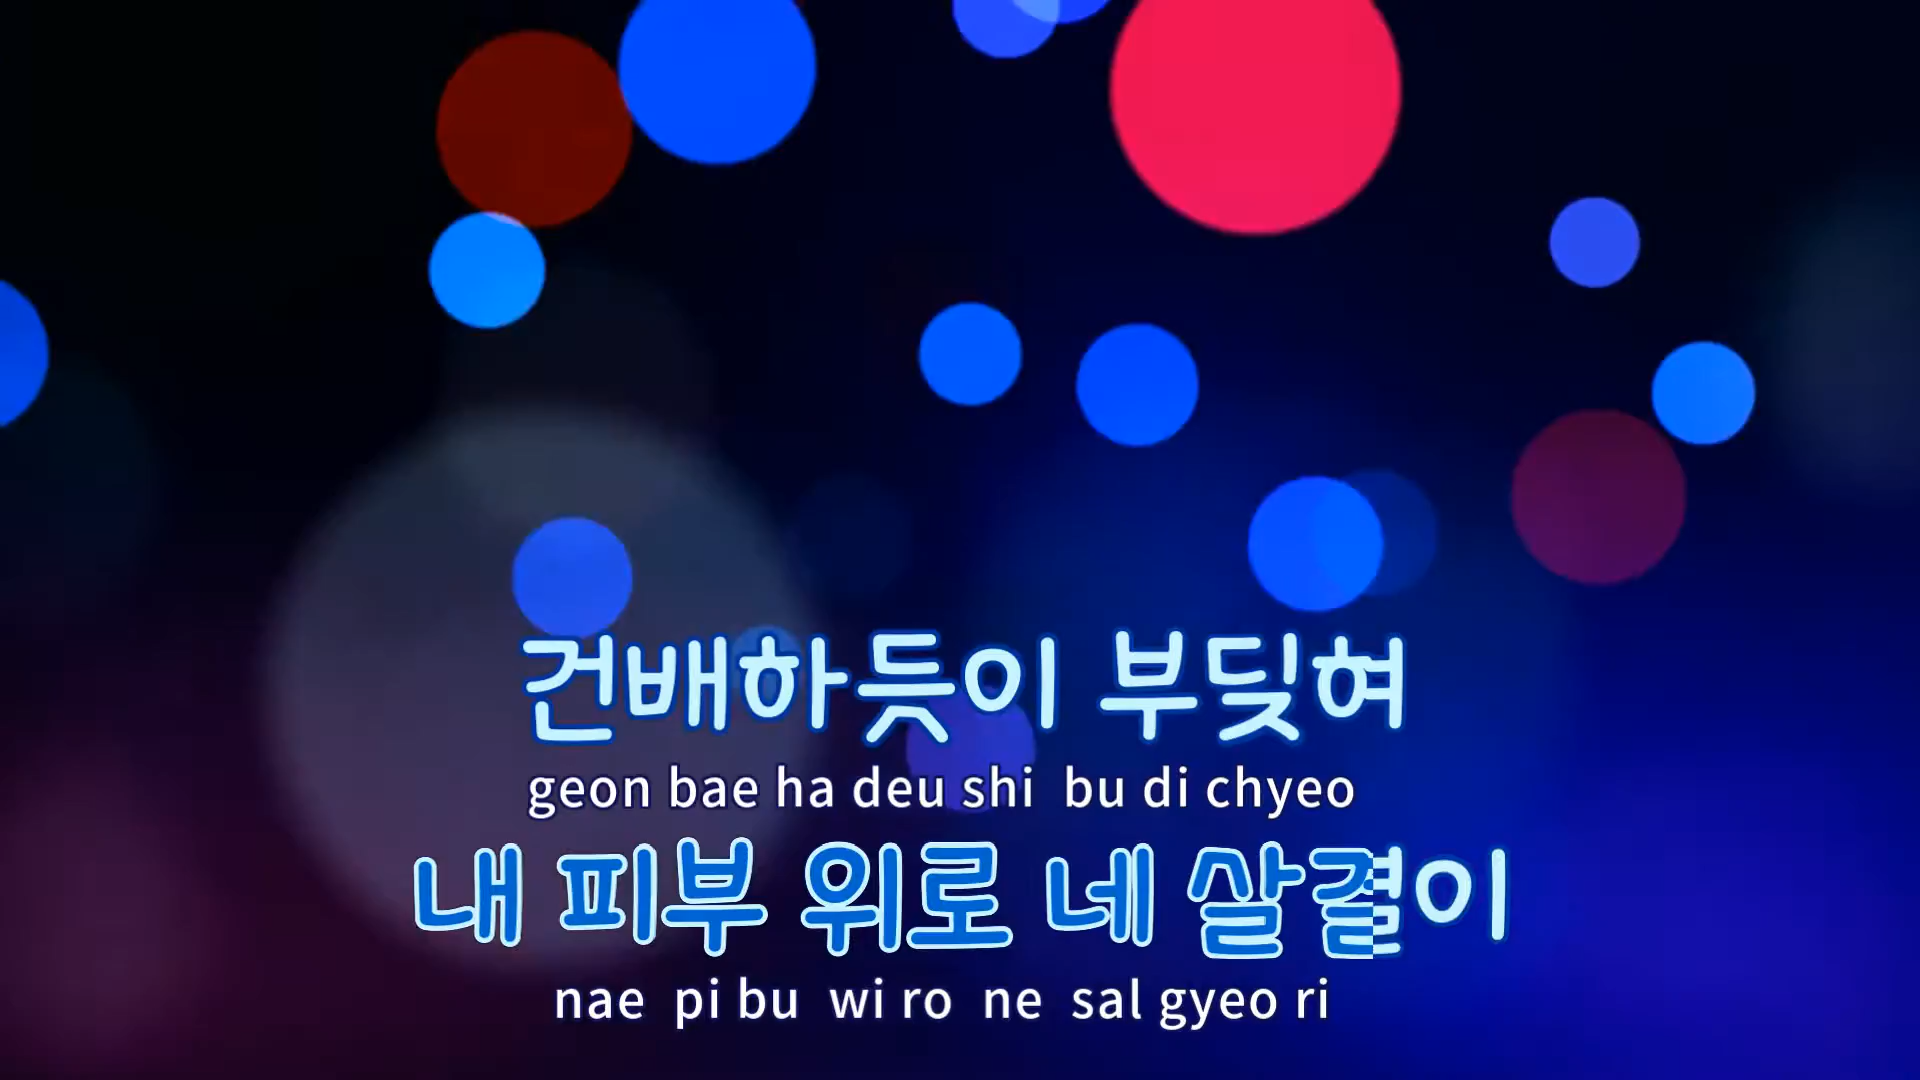 건배하듯이 부딪혀
geon bae ha deu shi bu di chyeo
내 피부 위로 네 살결이
nae pi bu wi ro ne sal gyeo ri